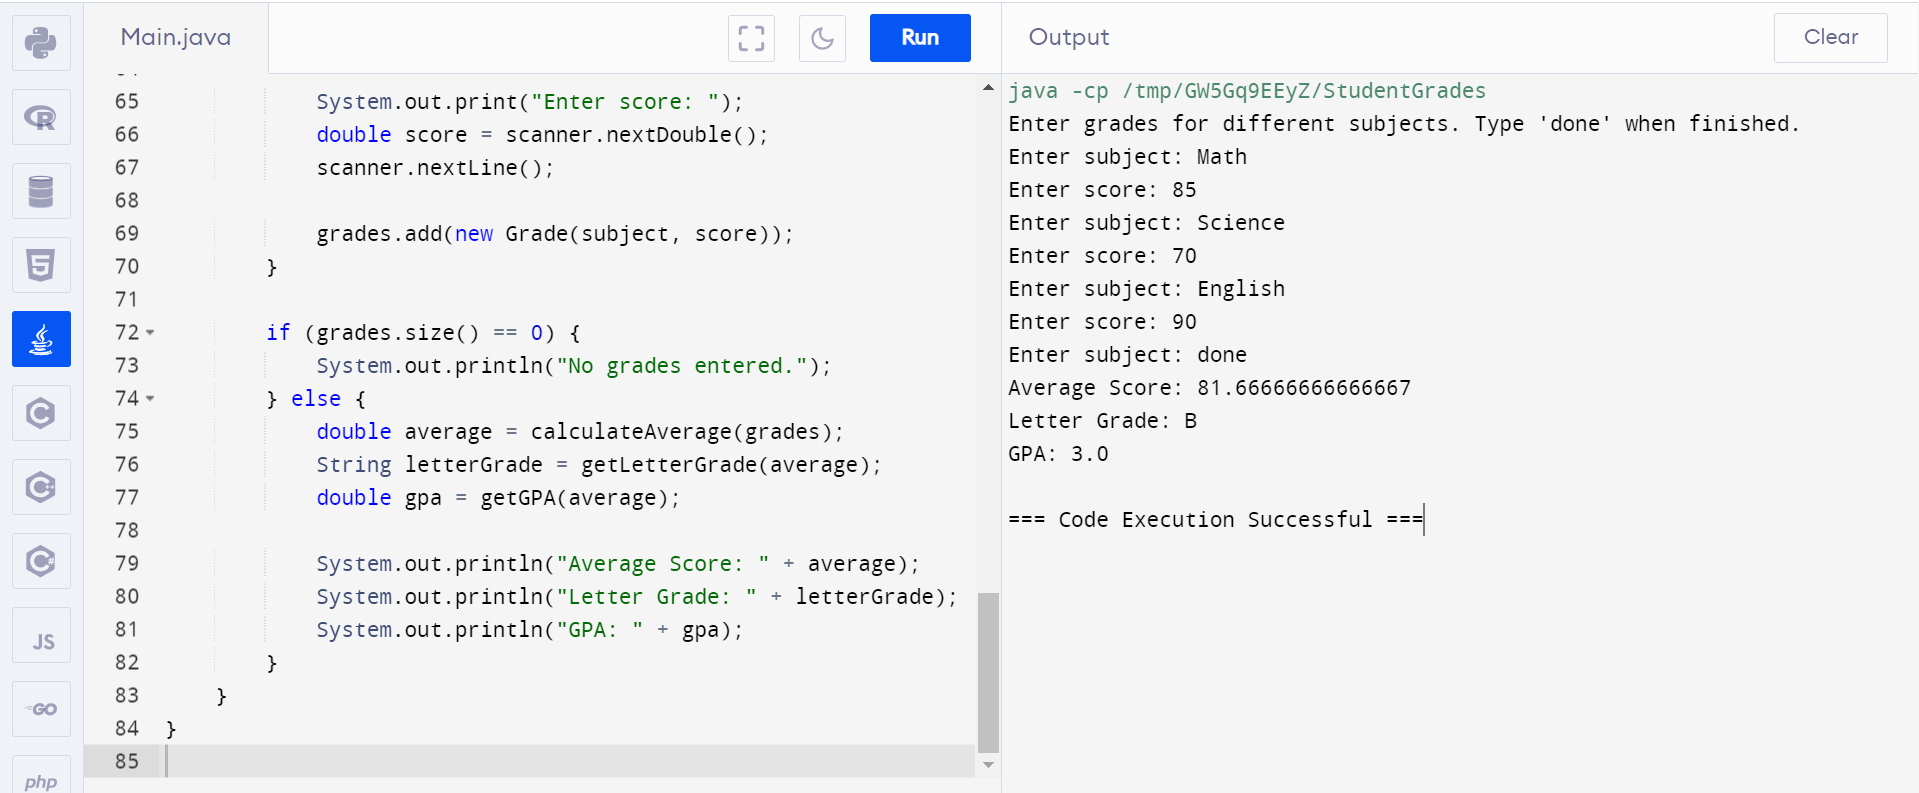 Main.java
Run
65 System.out.print("Enter score: ");
66 double score = scanner.nextDouble();
67 scanner.nextLine();
68
69 grades.add(new Grade(subject, score));
70 }
71
72 if (grades.size() == 0) {
73 System.out.println("No grades entered.");
74 } else {
75 double average = calculateAverage(grades);
76 String letterGrade = getLetterGrade(average);
77 double gpa = getGPA(average);
78
79 System.out.println("Average Score: " + average);
80 System.out.println("Letter Grade: " + letterGrade);
81 System.out.println("GPA: " + gpa);
82 }
83 }
84 }
85
Output
Clear
java -cp /tmp/GW5Gq9EEyZ/StudentGrades
Enter grades for different subjects. Type 'done' when finished.
Enter subject: Math
Enter score: 85
Enter subject: Science
Enter score: 70
Enter subject: English
Enter score: 90
Enter subject: done
Average Score: 81.66666666666667
Letter Grade: B
GPA: 3.0
=== Code Execution Successful ===
R
5
C
C++
C#
JS
GO
php